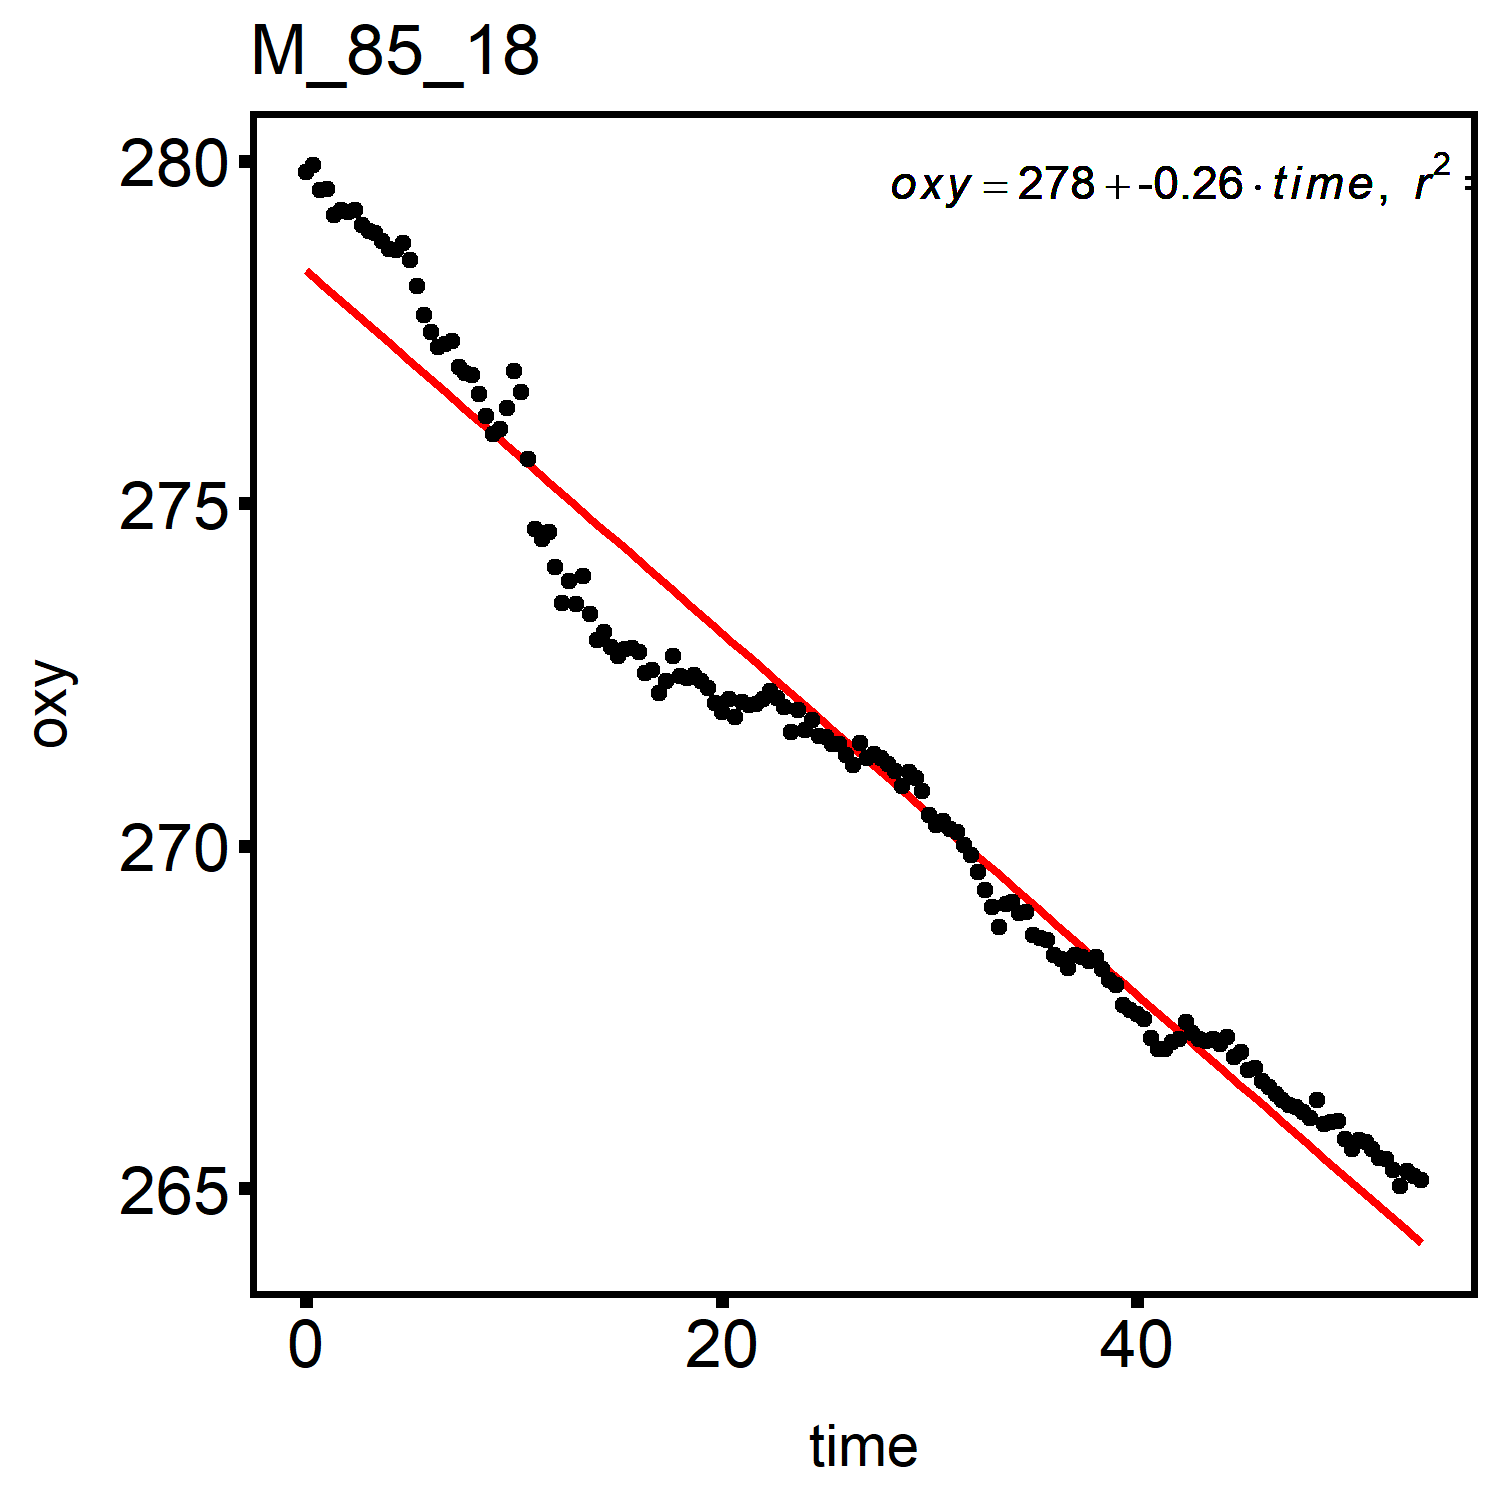 M_85_18
oxy = 278 + -0.26 · time, r² =
280
275
270
265
oxy
0 20 40
time